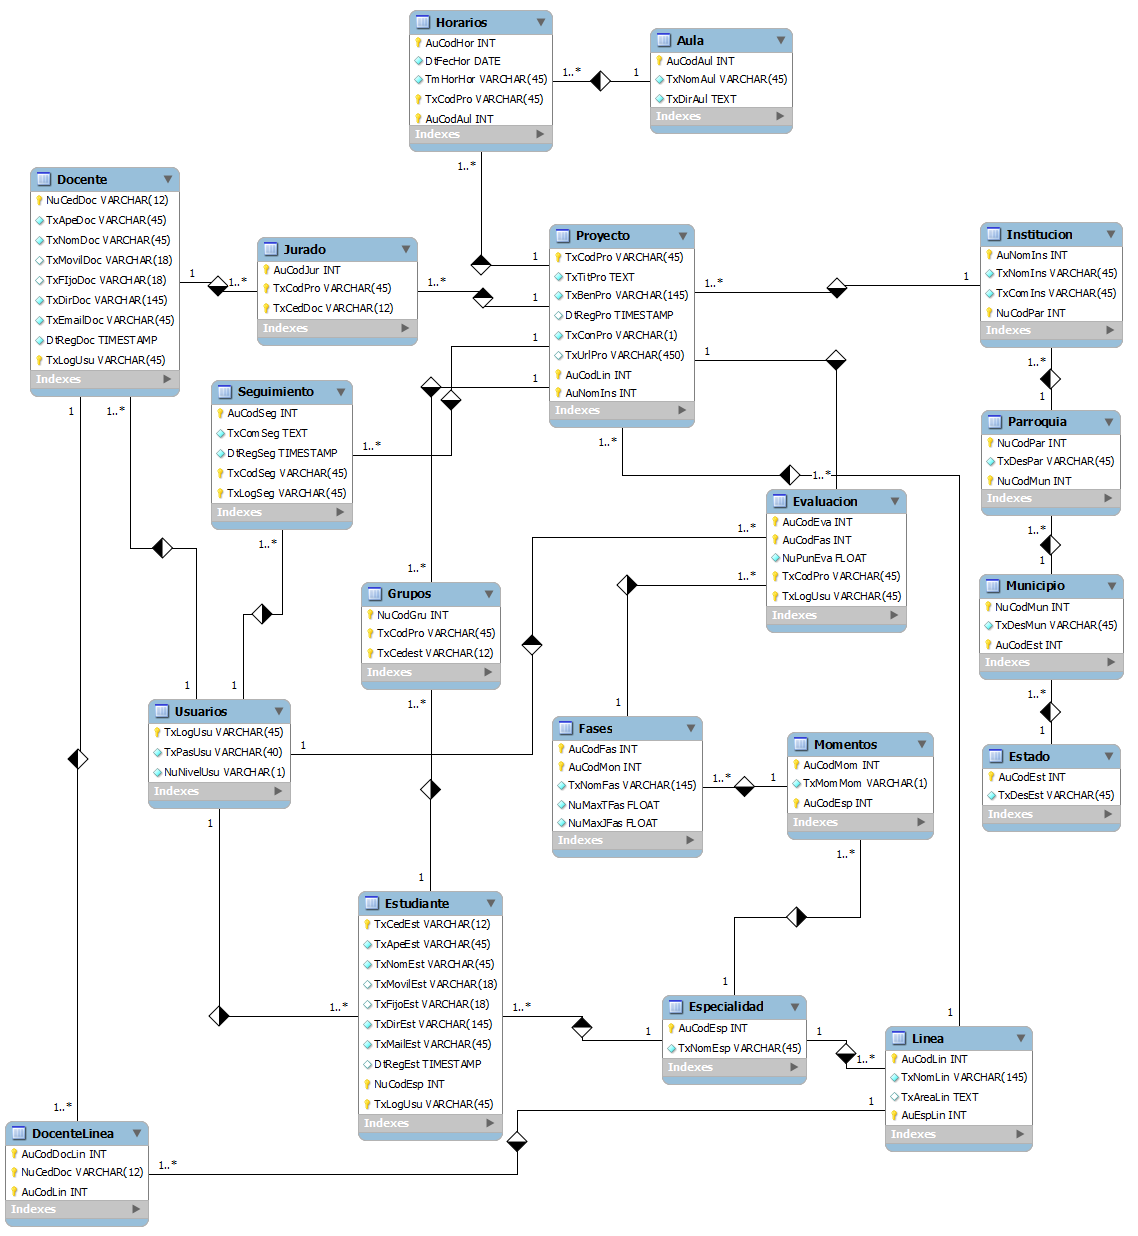 Horarios
AuCodHor INT
DtFecHor DATE
TmHorHor VARCHAR(45)
TxCodPro VARCHAR(45)
AuCodAul INT
Indexes
1..*
1
Aula
AuCodAul INT
TxNomAul VARCHAR(45)
TxDirAul TEXT
Indexes
1..*
Docente
NuCedDoc VARCHAR(12)
TxApeDoc VARCHAR(45)
TxNomDoc VARCHAR(45)
TxMovilDoc VARCHAR(18)
TxFIjoDoc VARCHAR(18)
TxDirDoc VARCHAR(145)
TxEmailDoc VARCHAR(45)
DtRegDoc TIMESTAMP
TxLogUsu VARCHAR(45)
Indexes
1
1..*
Jurado
AuCodJur INT
TxCodPro VARCHAR(45)
TxCedDoc VARCHAR(12)
Indexes
1..*
1
1
1
1
Proyecto
TxCodPro VARCHAR(45)
TxTitPro TEXT
TxBenPro VARCHAR(145)
DtRegPro TIMESTAMP
TxConPro VARCHAR(1)
TxUrlPro VARCHAR(450)
AuCodLin INT
AuNomIns INT
Indexes
1..*
1
1
Institucion
AuNomIns INT
TxNomIns VARCHAR(45)
TxComIns VARCHAR(45)
NuCodPar INT
Indexes
1..*
1
Parroquia
NuCodPar INT
TxDesPar VARCHAR(45)
NuCodMun INT
Indexes
1..*
1
Municipio
NuCodMun INT
TxDesMun VARCHAR(45)
AuCodEst INT
Indexes
1..*
1
Estado
AuCodEst INT
TxDesEst VARCHAR(45)
Indexes
1
1..*
Seguimiento
AuCodSeg INT
TxComSeg TEXT
DtRegSeg TIMESTAMP
TxCodSeg VARCHAR(45)
TxLogSeg VARCHAR(45)
Indexes
1..*
1..*
1..*
1..*
Evaluacion
AuCodEva INT
AuCodFas INT
NuPunEva FLOAT
TxCodPro VARCHAR(45)
TxLogUsu VARCHAR(45)
Indexes
1..*
1..*
1..*
Grupos
NuCodGru INT
TxCodPro VARCHAR(45)
TxCedest VARCHAR(12)
Indexes
1..*
1
1
Usuarios
TxLogUsu VARCHAR(45)
TxPasUsu VARCHAR(40)
NuNivelUsu VARCHAR(1)
Indexes
1
1
1
Fases
AuCodFas INT
AuCodMon INT
TxNomFas VARCHAR(145)
NuMaxTFas FLOAT
NuMaxJFas FLOAT
Indexes
1..*
1
Momentos
AuCodMom INT
TxMomMom VARCHAR(1)
AuCodEsp INT
Indexes
1..*
1
1
Estudiante
TxCedEst VARCHAR(12)
TxApeEst VARCHAR(45)
TxNomEst VARCHAR(45)
TxMovilEst VARCHAR(18)
TxFijoEst VARCHAR(18)
TxDirEst VARCHAR(145)
TxMailEst VARCHAR(45)
DtRegEst TIMESTAMP
NuCodEsp INT
TxLogUsu VARCHAR(45)
Indexes
1..*
1..*
1
Especialidad
AuCodEsp INT
TxNomEsp VARCHAR(45)
Indexes
1
1..*
1
Linea
AuCodLin INT
TxNomLin VARCHAR(145)
TxAreaLin TEXT
AuEspLin INT
Indexes
1
1..*
DocenteLinea
AuCodDocLin INT
NuCedDoc VARCHAR(12)
AuCodLin INT
Indexes
1..*